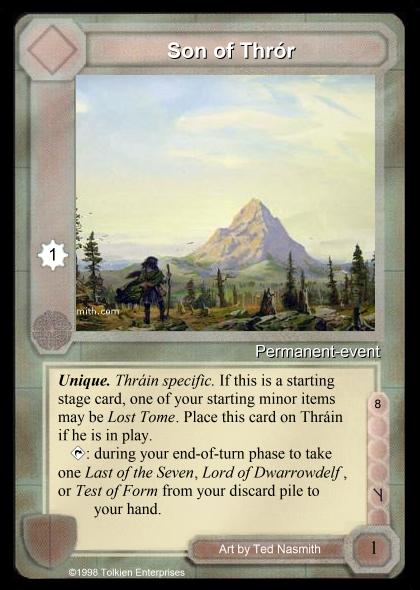 Son of Thrór
1
mith.com
Permanent-event
Unique. Thráin specific. If this is a starting
stage card, one of your starting minor items
may be Lost Tome. Place this card on Thráin
if he is in play.
: during your end-of-turn phase to take
one Last of the Seven, Lord of Dwarrowdelf ,
or Test of Form from your discard pile to
your hand.
8
Art by Ted Nasmith
1
©1998 Tolkien Enterprises